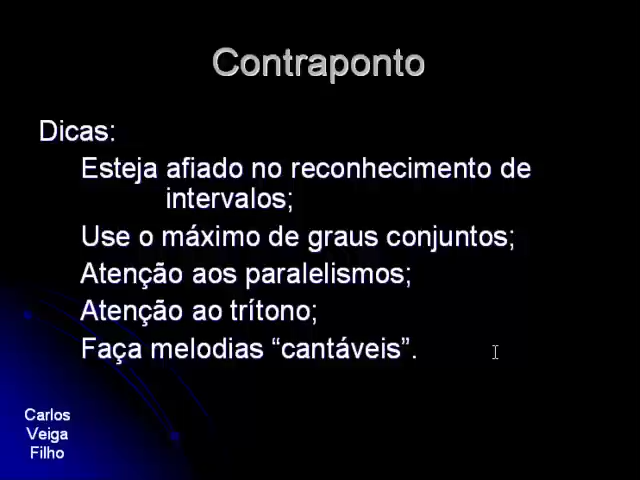 Contraponto
Dicas:
Esteja afiado no reconhecimento de
intervalos;
Use o máximo de graus conjuntos;
Atenção aos paralelismos;
Atenção ao trítono;
Faça melodias “cantáveis”.
Carlos
Veiga
Filho